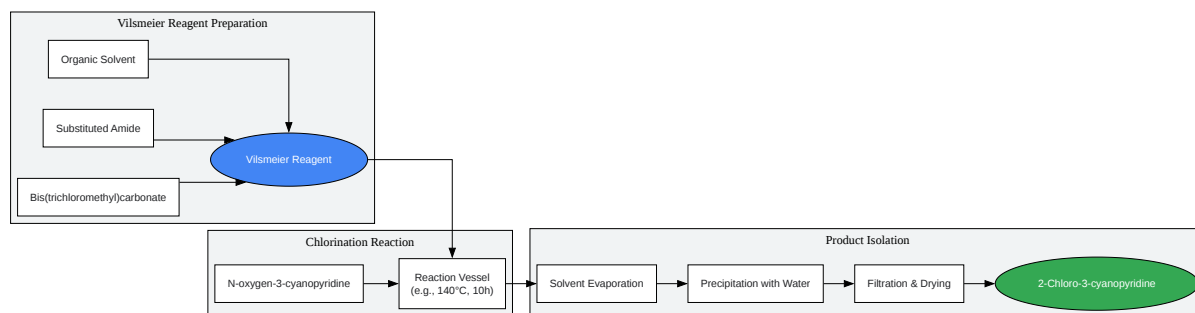 Vilsmeier Reagent Preparation
Organic Solvent
Substituted Amide
Vilsmeier Reagent
Bis(trichloromethyl)carbonate
Chlorination Reaction
N-oxygen-3-cyanopyridine
Reaction Vessel
(e.g., 140°C, 10h)
Product Isolation
Solvent Evaporation
Precipitation with Water
Filtration & Drying
2-Chloro-3-cyanopyridine